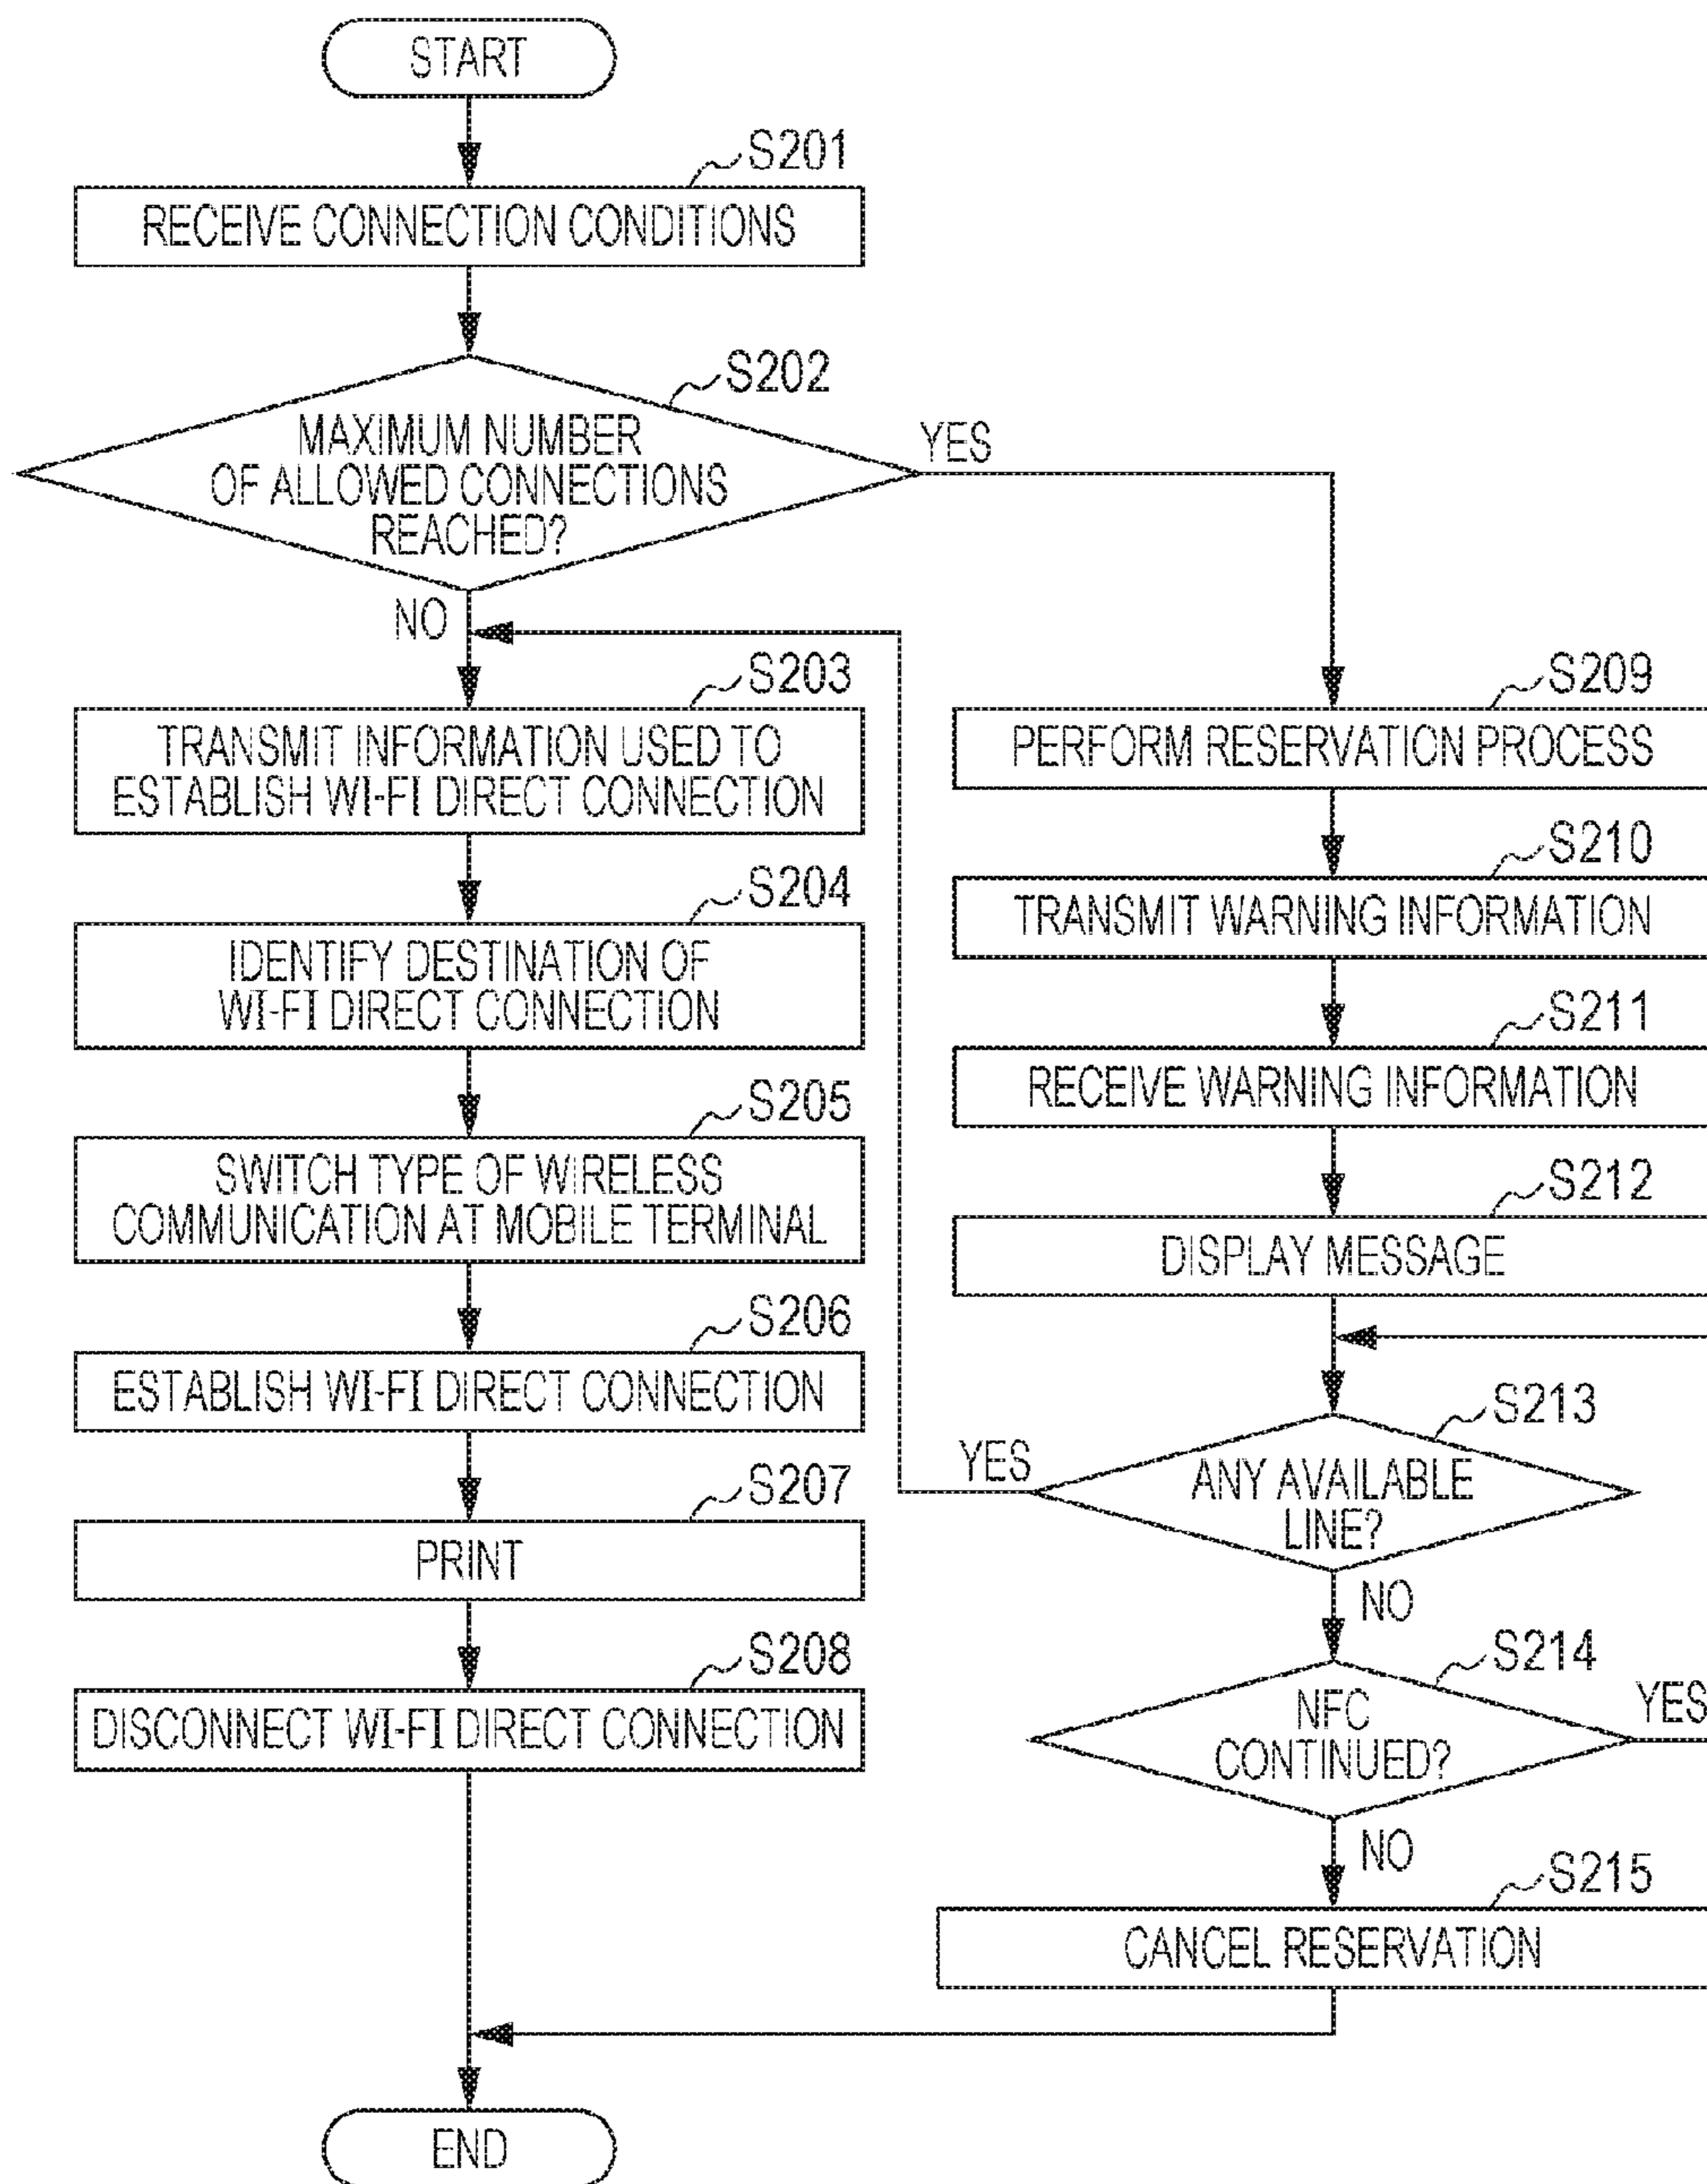 START
S201
RECEIVE CONNECTION CONDITIONS
S202
MAXIMUM NUMBER
OF ALLOWED CONNECTIONS
REACHED?
YES
NO
S203
TRANSMIT INFORMATION USED TO
ESTABLISH WI-FI DIRECT CONNECTION
S204
IDENTIFY DESTINATION OF
WI-FI DIRECT CONNECTION
S205
SWITCH TYPE OF WIRELESS
COMMUNICATION AT MOBILE TERMINAL
S206
ESTABLISH WI-FI DIRECT CONNECTION
S207
PRINT
S208
DISCONNECT WI-FI DIRECT CONNECTION
S209
PERFORM RESERVATION PROCESS
S210
TRANSMIT WARNING INFORMATION
S211
RECEIVE WARNING INFORMATION
S212
DISPLAY MESSAGE
S213
YES
ANY AVAILABLE
LINE?
NO
S214
NFC
CONTINUED?
YES
NO
S215
CANCEL RESERVATION
END